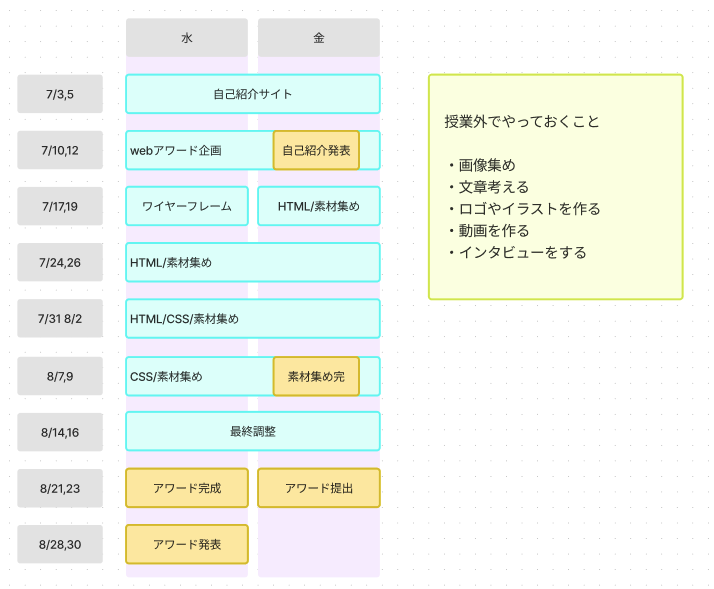 水
金
7/3,5
自己紹介サイト
7/10,12
webアワード企画
自己紹介発表
7/17,19
ワイヤーフレーム
HTML/素材集め
7/24,26
HTML/素材集め
7/31 8/2
HTML/CSS/素材集め
8/7,9
CSS/素材集め
素材集め完
8/14,16
最終調整
8/21,23
アワード完成
アワード提出
8/28,30
アワード発表
授業外でやっておくこと
・画像集め
・文章考える
・ロゴやイラストを作る
・動画を作る
・インタビューをする